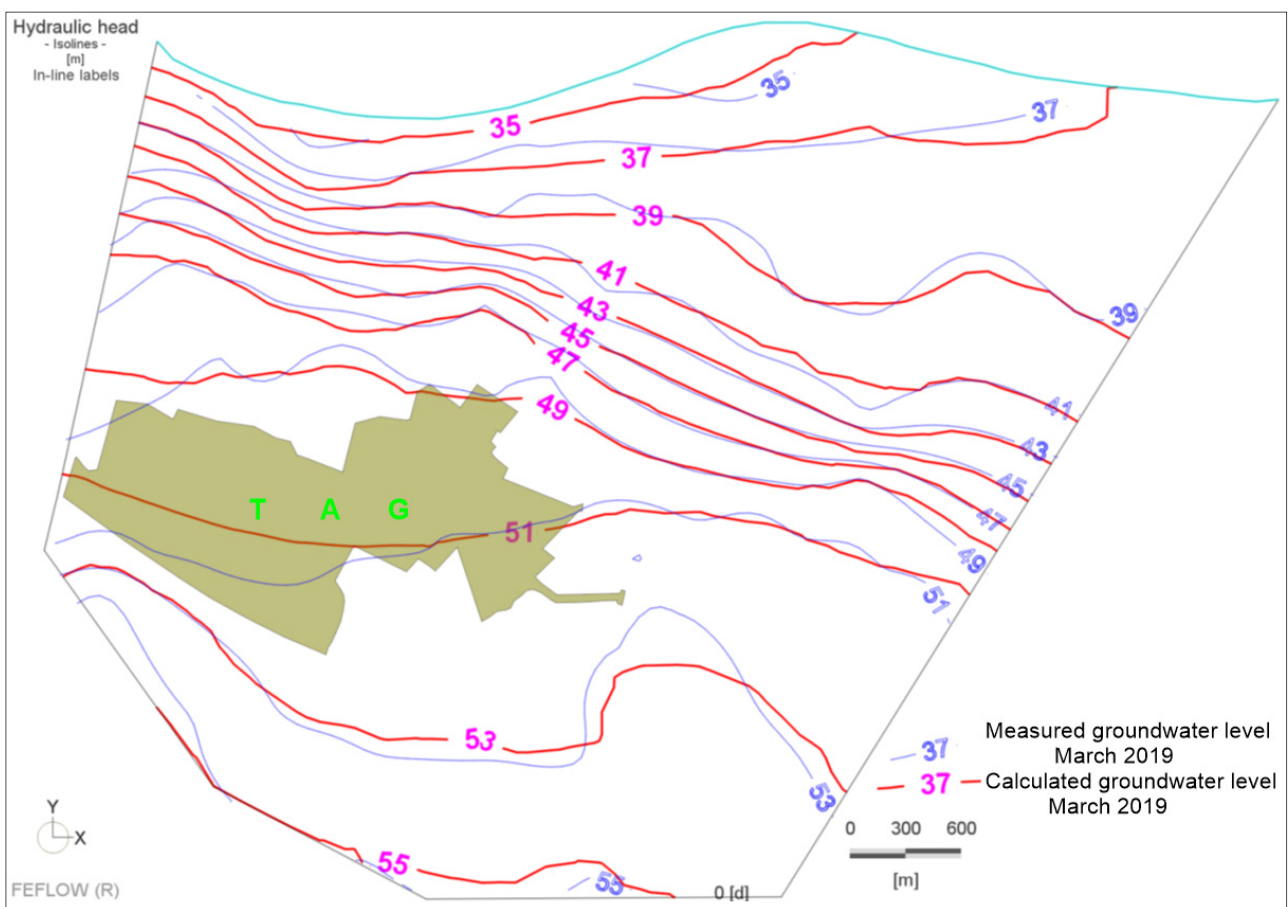 Hydraulic head
- Isolines -
[m]
In-line labels
35
37
35
37
39
41
43
39
45
47
49
41
43
45
T A G
47
51
49
51
53
37
Measured groundwater level
March 2019
53
37
Calculated groundwater level
March 2019
Y
X
0 300 600
55
[m]
55
0 [d]
FEFLOW (R)